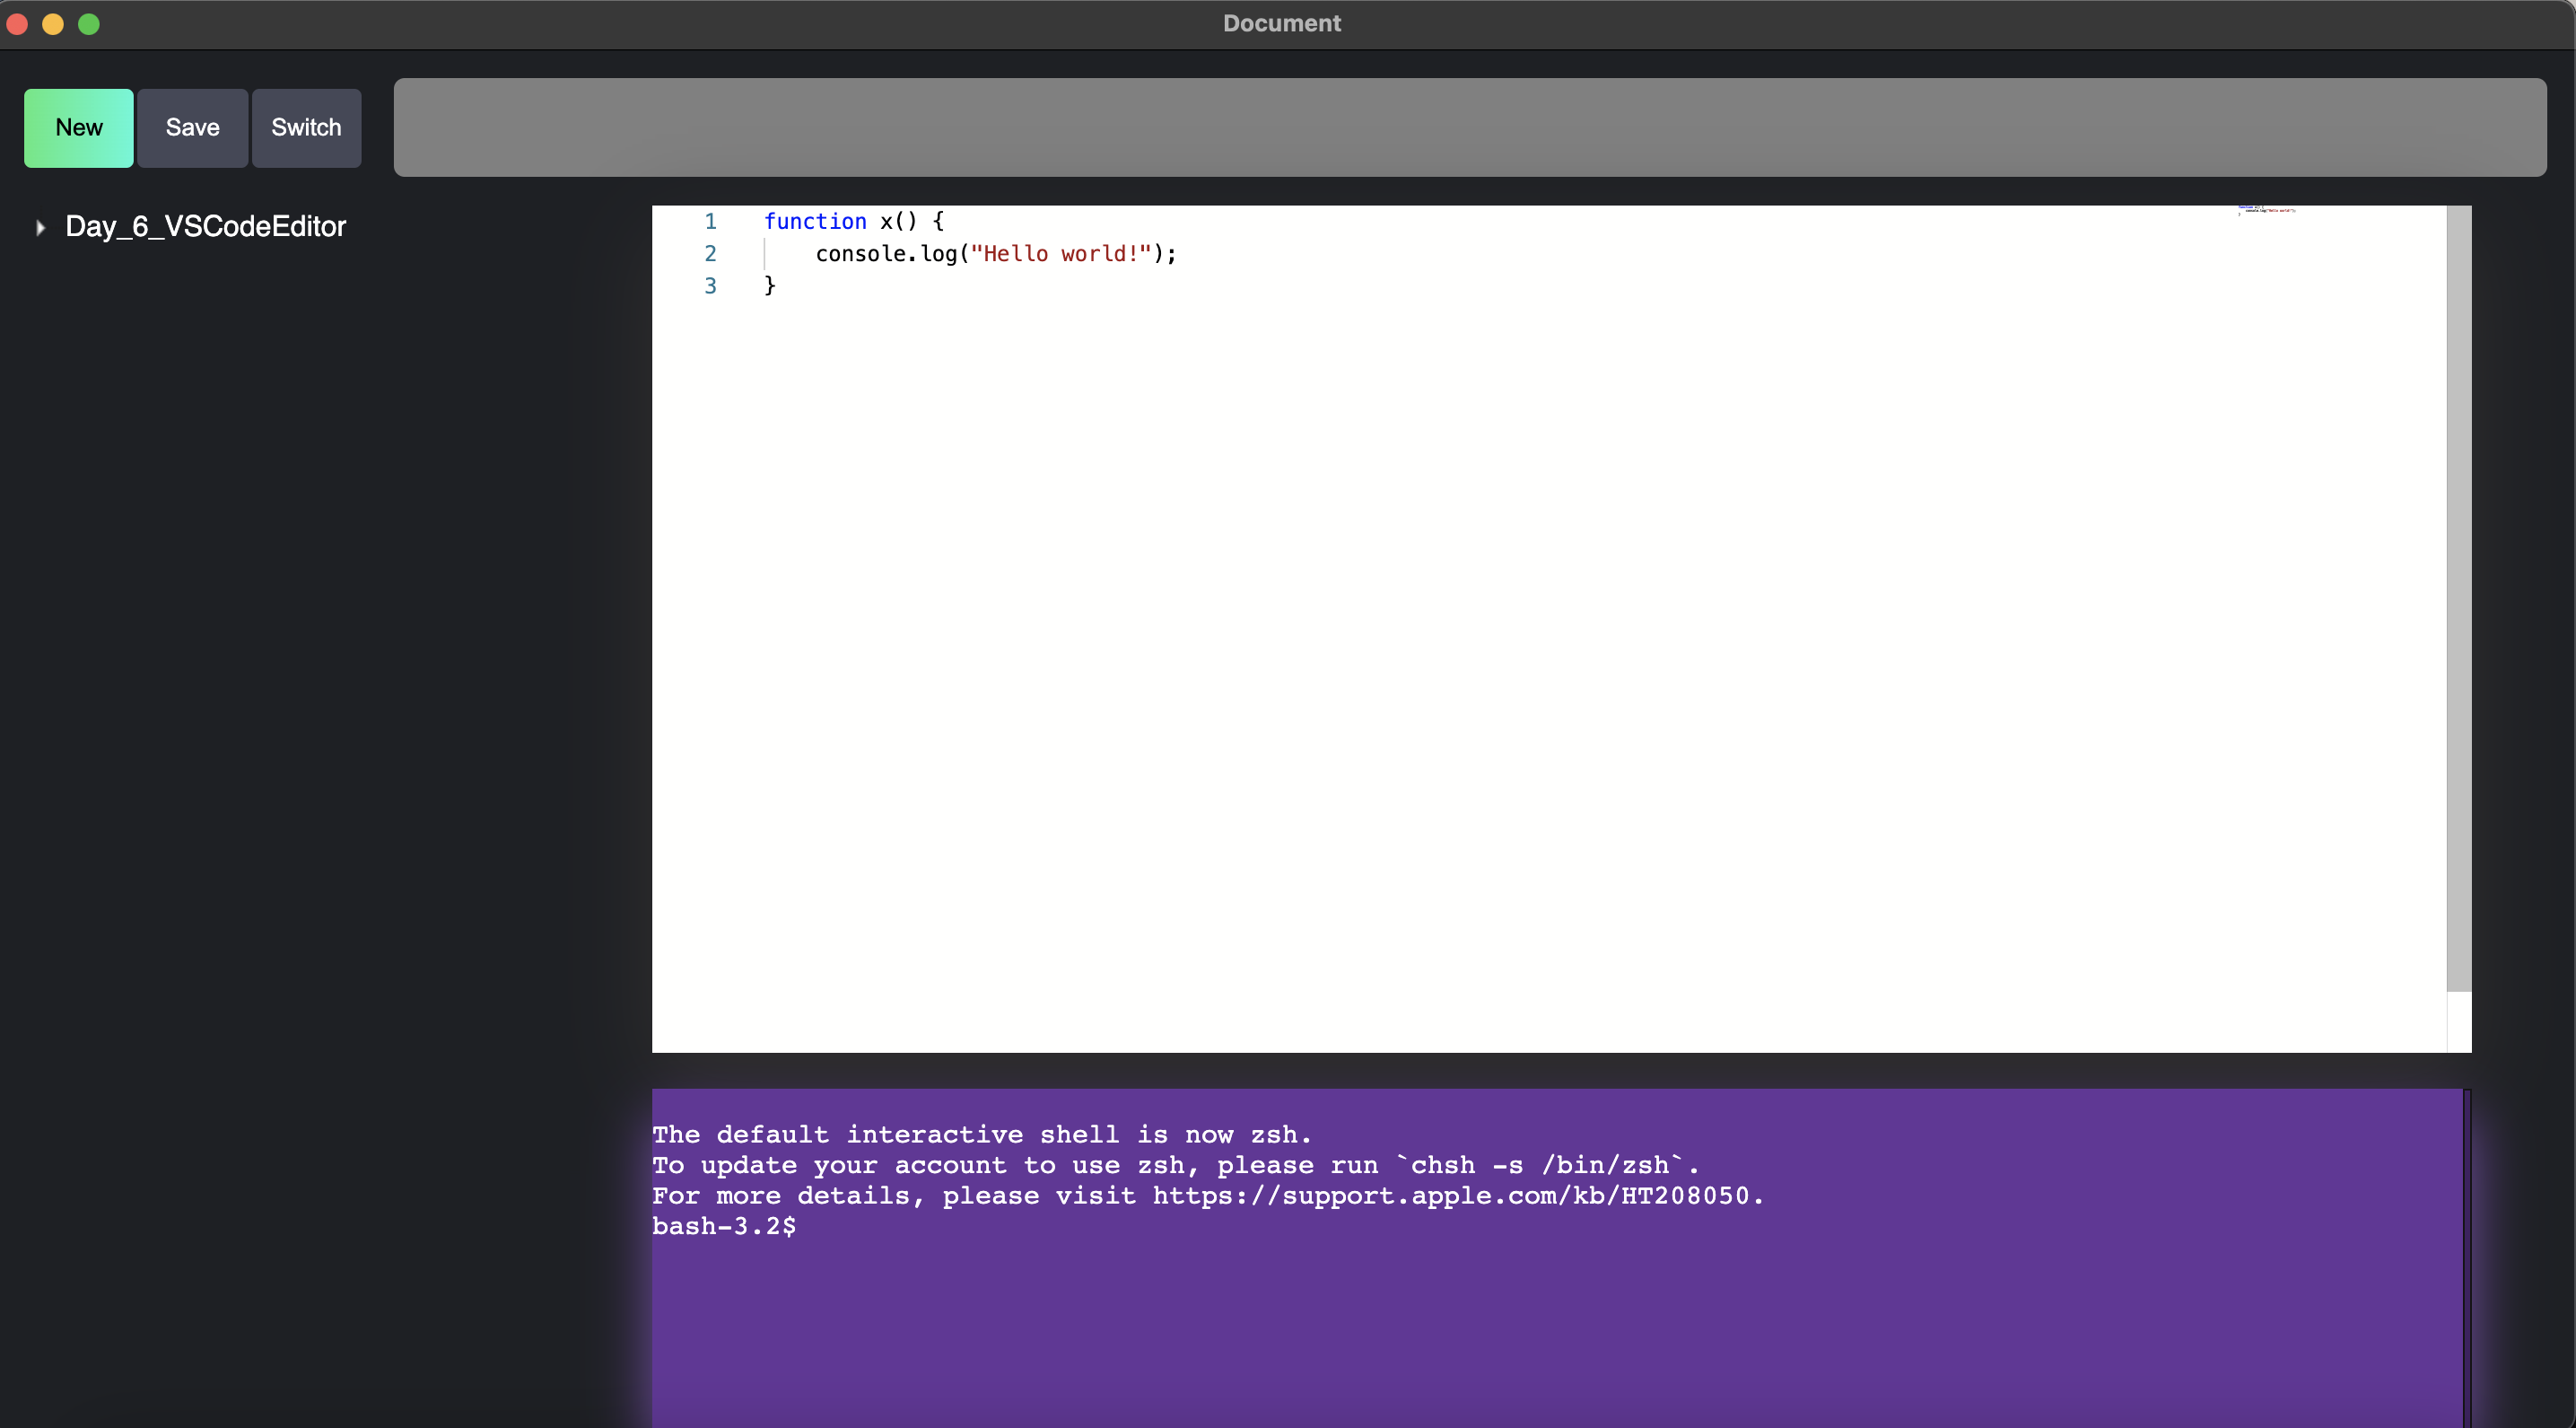 Document
New Save Switch
Day_6_VSCodeEditor
1 function x() {
2 console.log("Hello world!");
3 }
The default interactive shell is now zsh.
To update your account to use zsh, please run `chsh -s /bin/zsh`.
For more details, please visit https://support.apple.com/kb/HT208050.
bash-3.2$